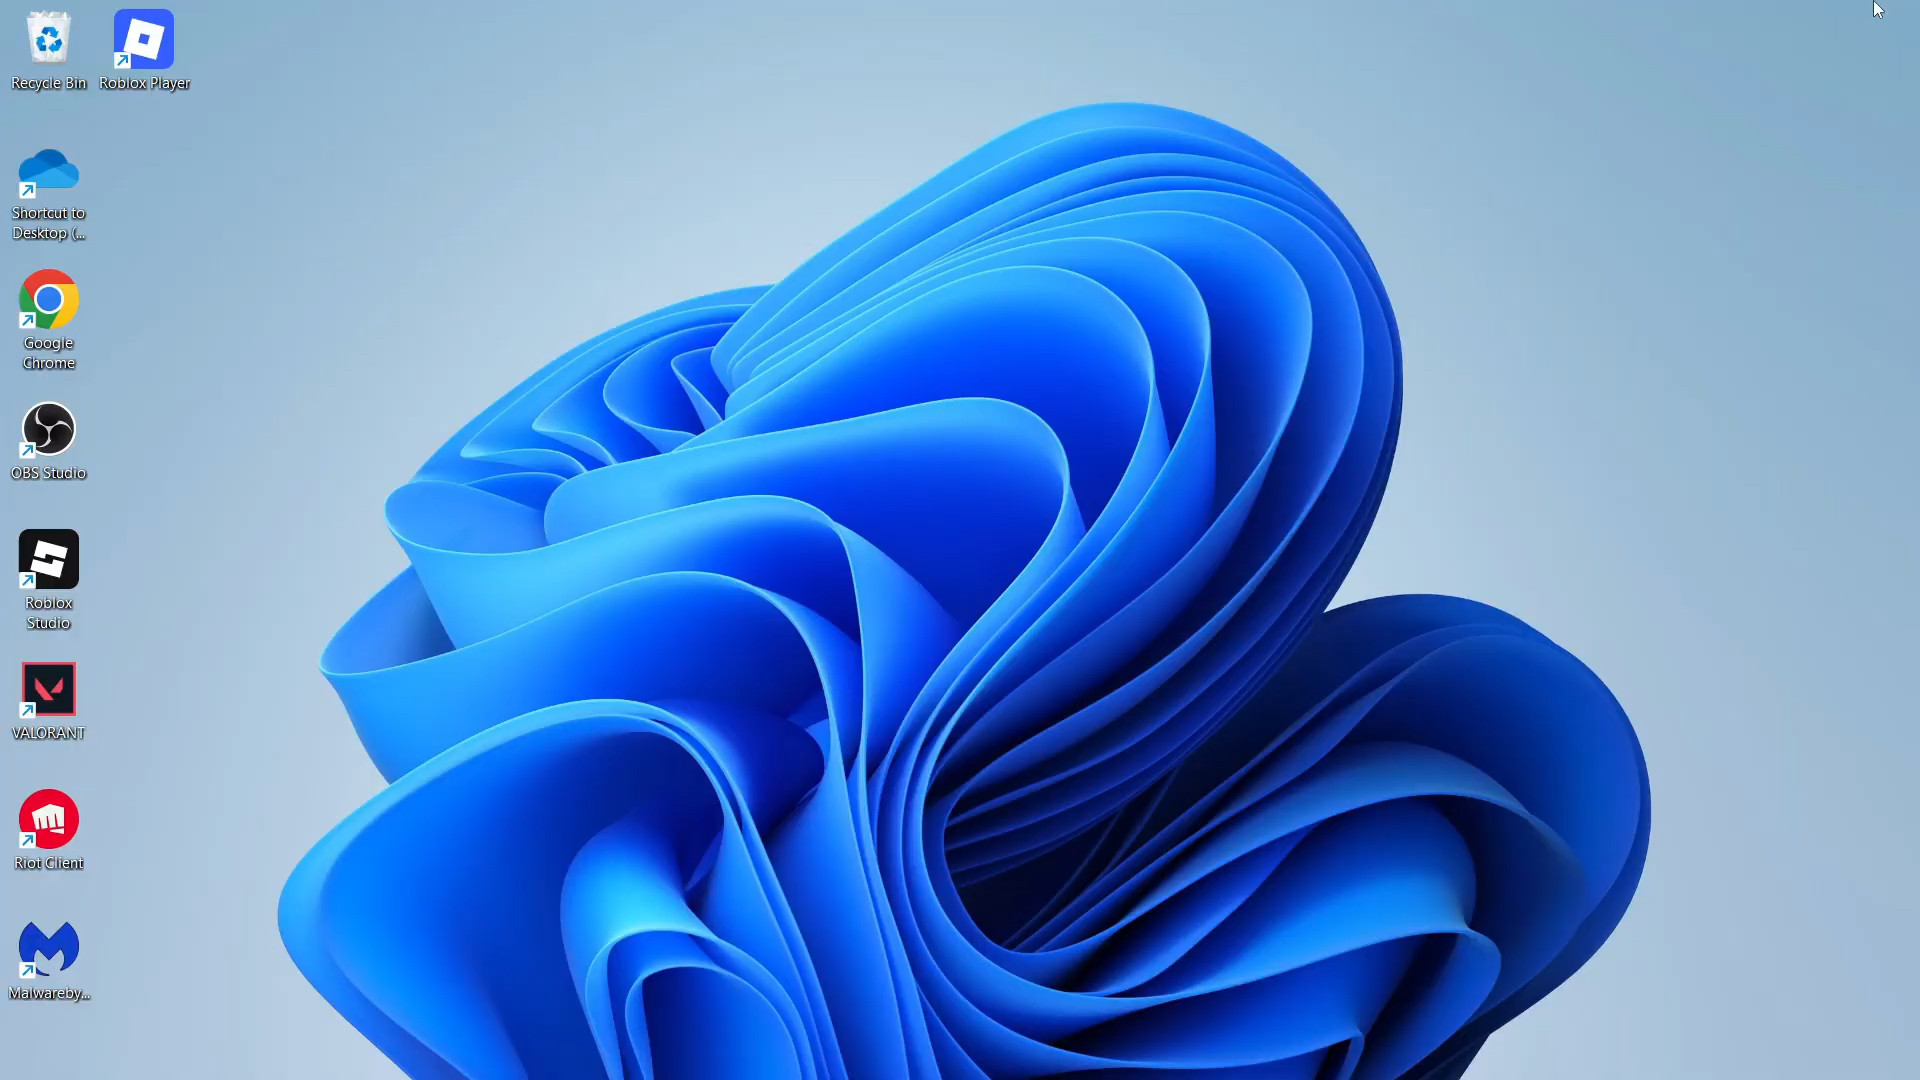 Recycle Bin
Roblox Player
Shortcut to
Desktop (...
Google
Chrome
OBS Studio
Roblox
Studio
VALORANT
Riot Client
Malwareby...